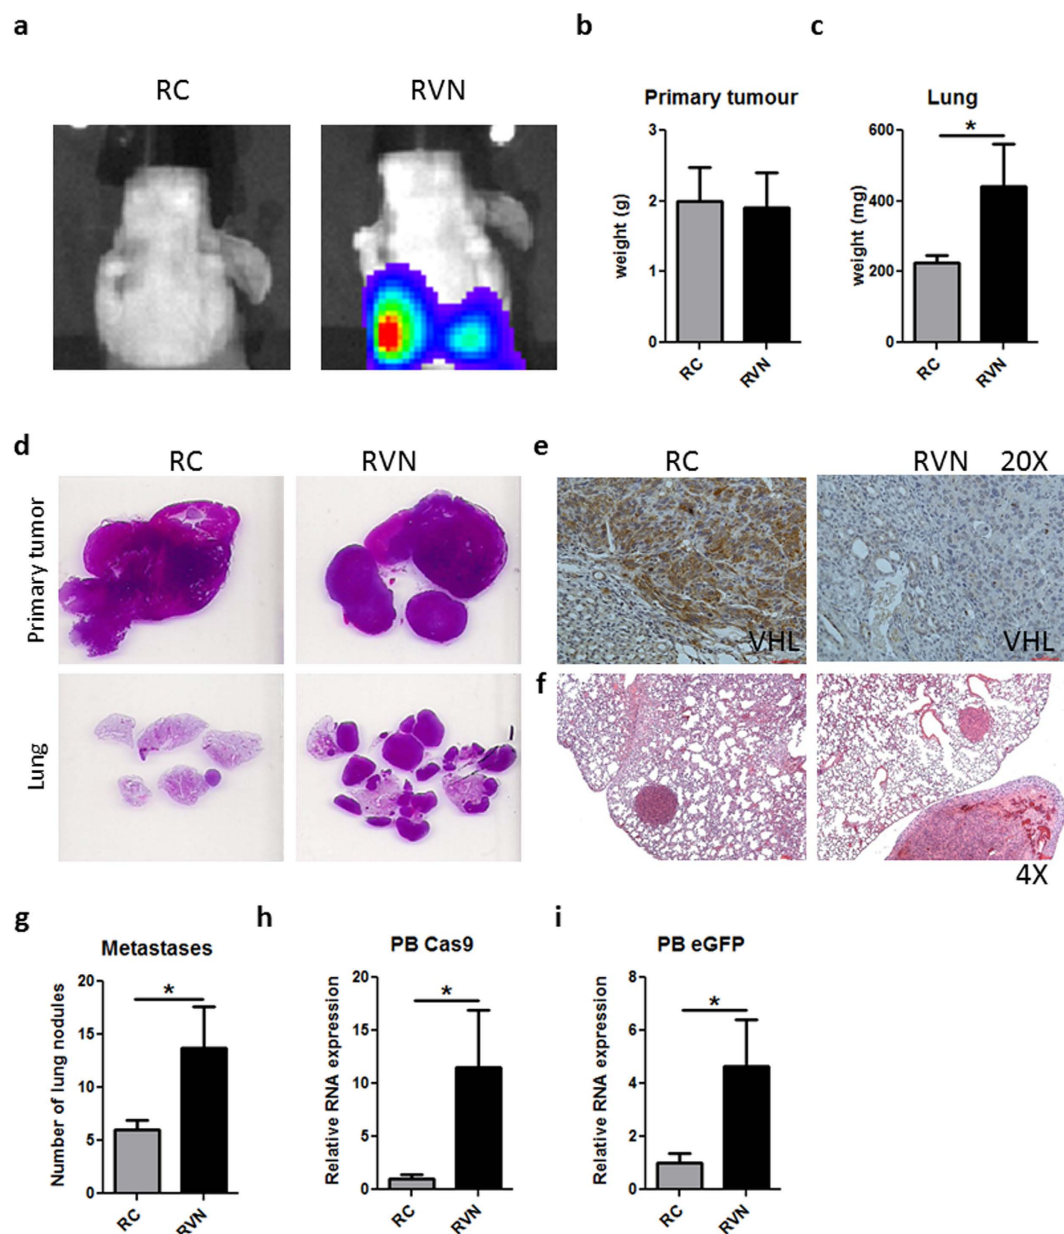 a
RC
RVN
b
Primary tumour
weight (g)
3
2
1
0
RC
RVN
c
Lung
weight (mg)
600
400
200
0
*
RC
RVN
d
RC
RVN
Primary tumor
Lung
e
RC
RVN 20X
VHL
VHL
f
4X
g
Metastases
Number of lung nodules
20
15
10
5
0
*
RC
RVN
h
PB Cas9
Relative RNA expression
20
15
10
5
0
*
RC
RVN
i
PB eGFP
Relative RNA expression
8
6
4
2
0
*
RC
RVN